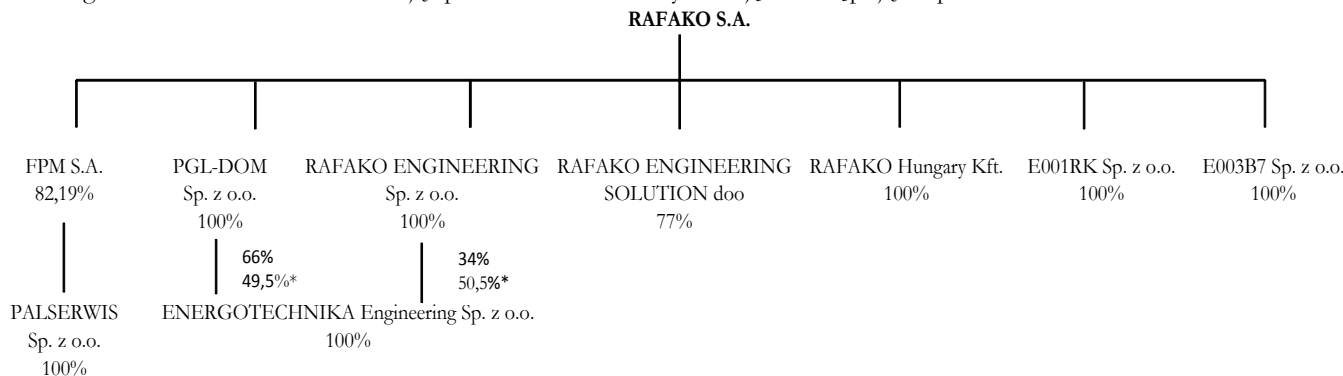 RAFAKO S.A.
FPM S.A.
82,19%
PGL-DOM
Sp. z o.o.
100%
RAFAKO ENGINEERING
Sp. z o.o.
100%
RAFAKO ENGINEERING
SOLUTION doo
77%
RAFAKO Hungary Kft.
100%
E001RK Sp. z o.o.
100%
E003B7 Sp. z o.o.
100%
66%
49,5%*
34%
50,5%*
PALSERWIS
Sp. z o.o.
100%
ENERGOTECHNIKA Engineering Sp. z o.o.
100%